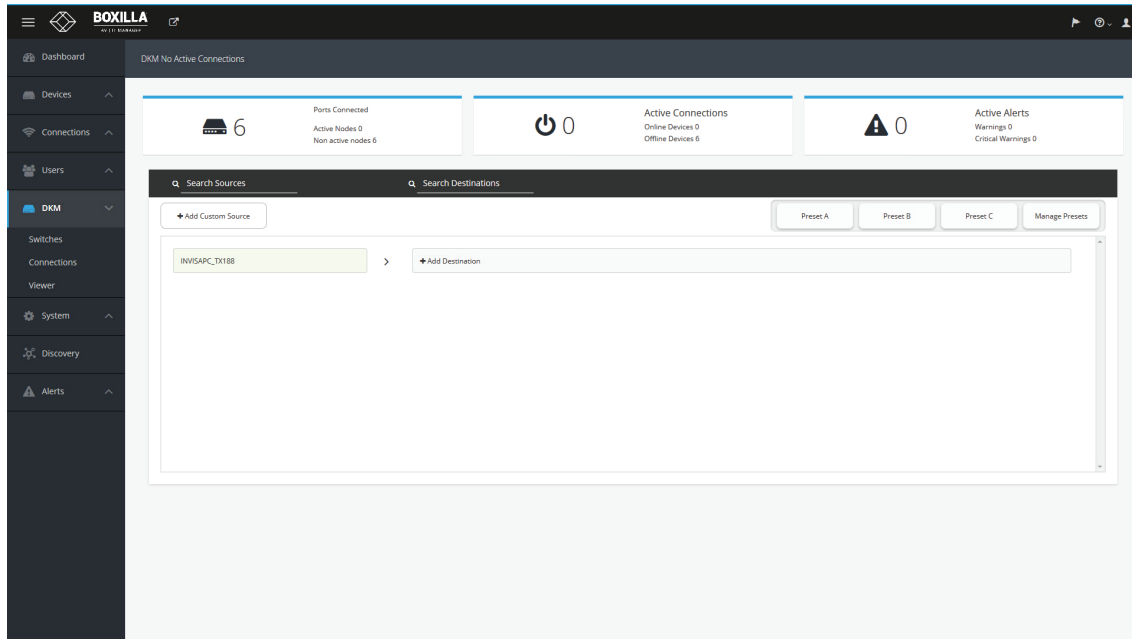 BOXILLA
AV | IT MANAGER
Dashboard
DKM No Active Connections
Devices
Connections
Users
DKM
Switches
Connections
Viewer
System
Discovery
Alerts
6
Ports Connected
Active Nodes 0
Non active nodes 6
0
Active Connections
Online Devices 0
Offline Devices 6
0
Active Alerts
Warnings 0
Critical Warnings 0
Search Sources
Search Destinations
+ Add Custom Source
Preset A
Preset B
Preset C
Manage Presets
INVISAPC_TX188
>
+ Add Destination